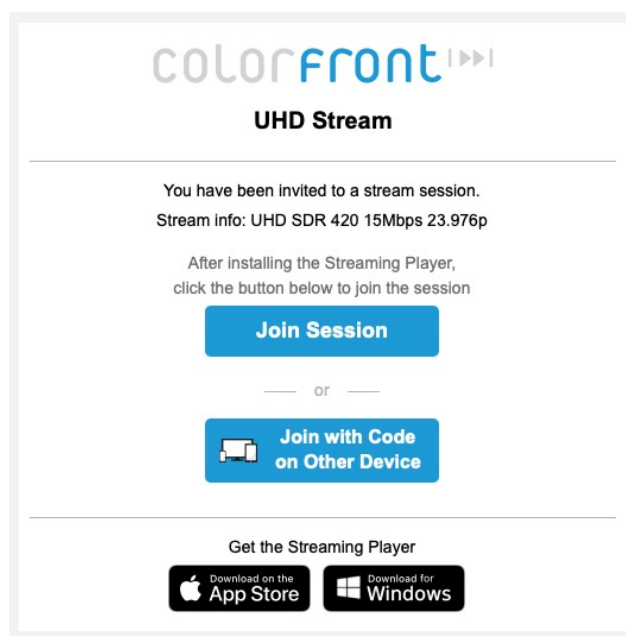 colorfront
UHD Stream
You have been invited to a stream session.
Stream info: UHD SDR 420 15Mbps 23.976p
After installing the Streaming Player,
click the button below to join the session
Join Session
or
Join with Code
on Other Device
Get the Streaming Player
Download on the
App Store
Download for
Windows